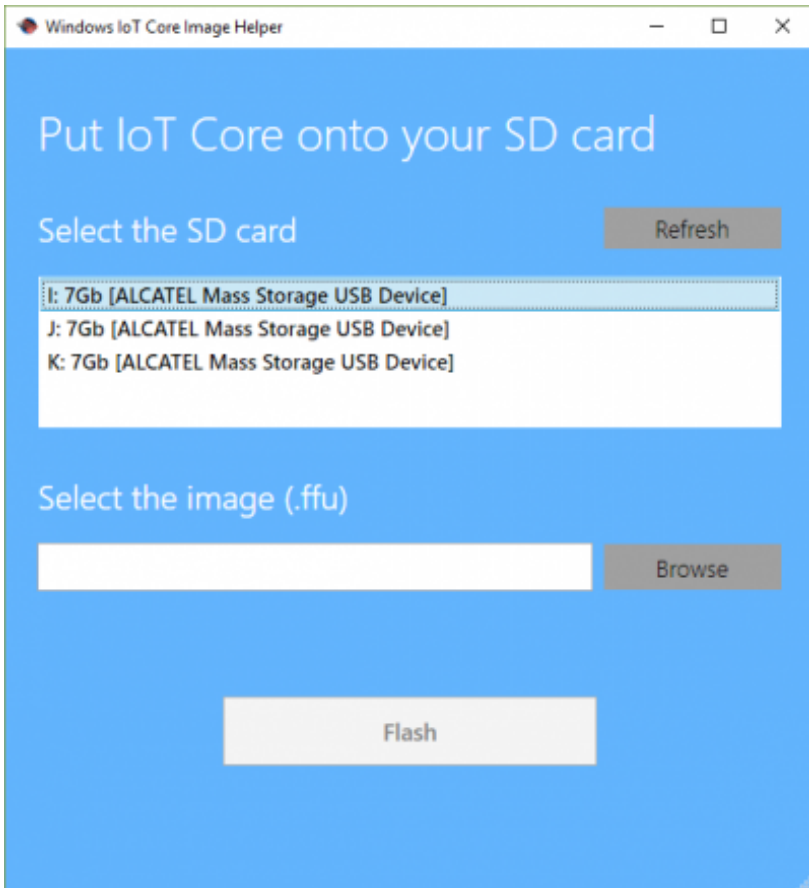 Windows IoT Core Image Helper
Put IoT Core onto your SD card
Select the SD card
Refresh
I: 7Gb [ALCATEL Mass Storage USB Device]
J: 7Gb [ALCATEL Mass Storage USB Device]
K: 7Gb [ALCATEL Mass Storage USB Device]
Select the image (.ffu)
Browse
Flash